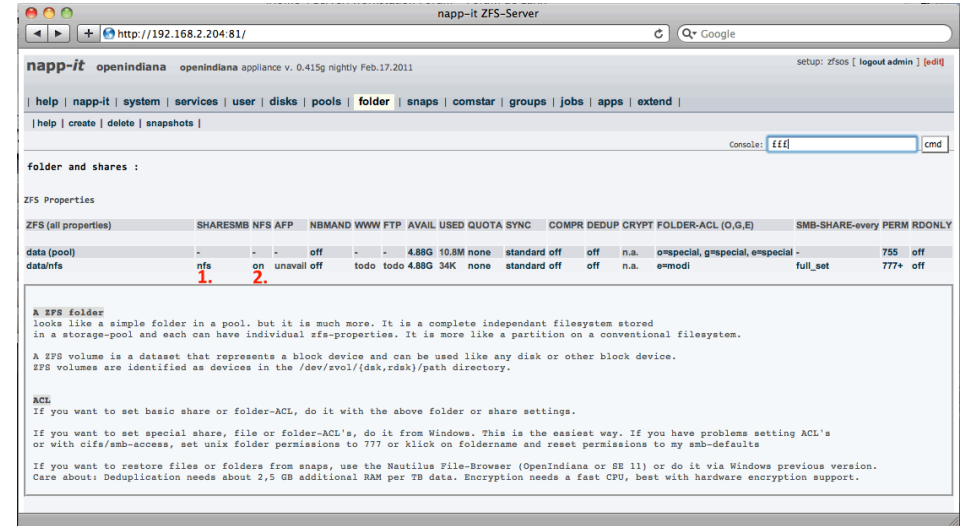 napp-it ZFS-Server
http://192.168.2.204:81/
Google
napp-it openindiana openindiana appliance v. 0.415g nightly Feb.17.2011
setup: zfsos [ logout admin ] [edit]
| help | napp-it | system | services | user | disks | pools | folder | snaps | comstar | groups | jobs | apps | extend |
| help | create | delete | snapshots |
Console: fff cmd
folder and shares :
ZFS Properties
ZFS (all properties) SHARESMB NFS AFP NBMAND WWW FTP AVAIL USED QUOTA SYNC COMPR DEDUP CRYPT FOLDER-ACL (O,G,E) SMB-SHARE-every PERM RDONLY
data (pool) - - - off - - 4.88G 10.8M none standard off off n.a. o=special, g=special, e=special - 755 off
data/nfs nfs on unavail off todo todo 4.88G 34K none standard off off n.a. e=modi full_set 777+ off
1. 2.
A ZFS folder
looks like a simple folder in a pool. but it is much more. It is a complete independant filesystem stored
in a storage-pool and each can have individual zfs-properties. It is more like a partition on a conventional filesystem.
A ZFS volume is a dataset that represents a block device and can be used like any disk or other block device.
ZFS volumes are identified as devices in the /dev/zvol/{dsk,rdsk}/path directory.
ACL
If you want to set basic share or folder-ACL, do it with the above folder or share settings.
If you want to set special share, file or folder-ACL's, do it from Windows. This is the easiest way. If you have problems setting ACL's
or with cifs/smb-access, set unix folder permissions to 777 or klick on foldername and reset permissions to my smb-defaults
If you want to restore files or folders from snaps, use the Nautilus File-Browser (OpenIndiana or SE 11) or do it via Windows previous version.
Care about: Deduplication needs about 2,5 GB additional RAM per TB data. Encryption needs a fast CPU, best with hardware encryption support.